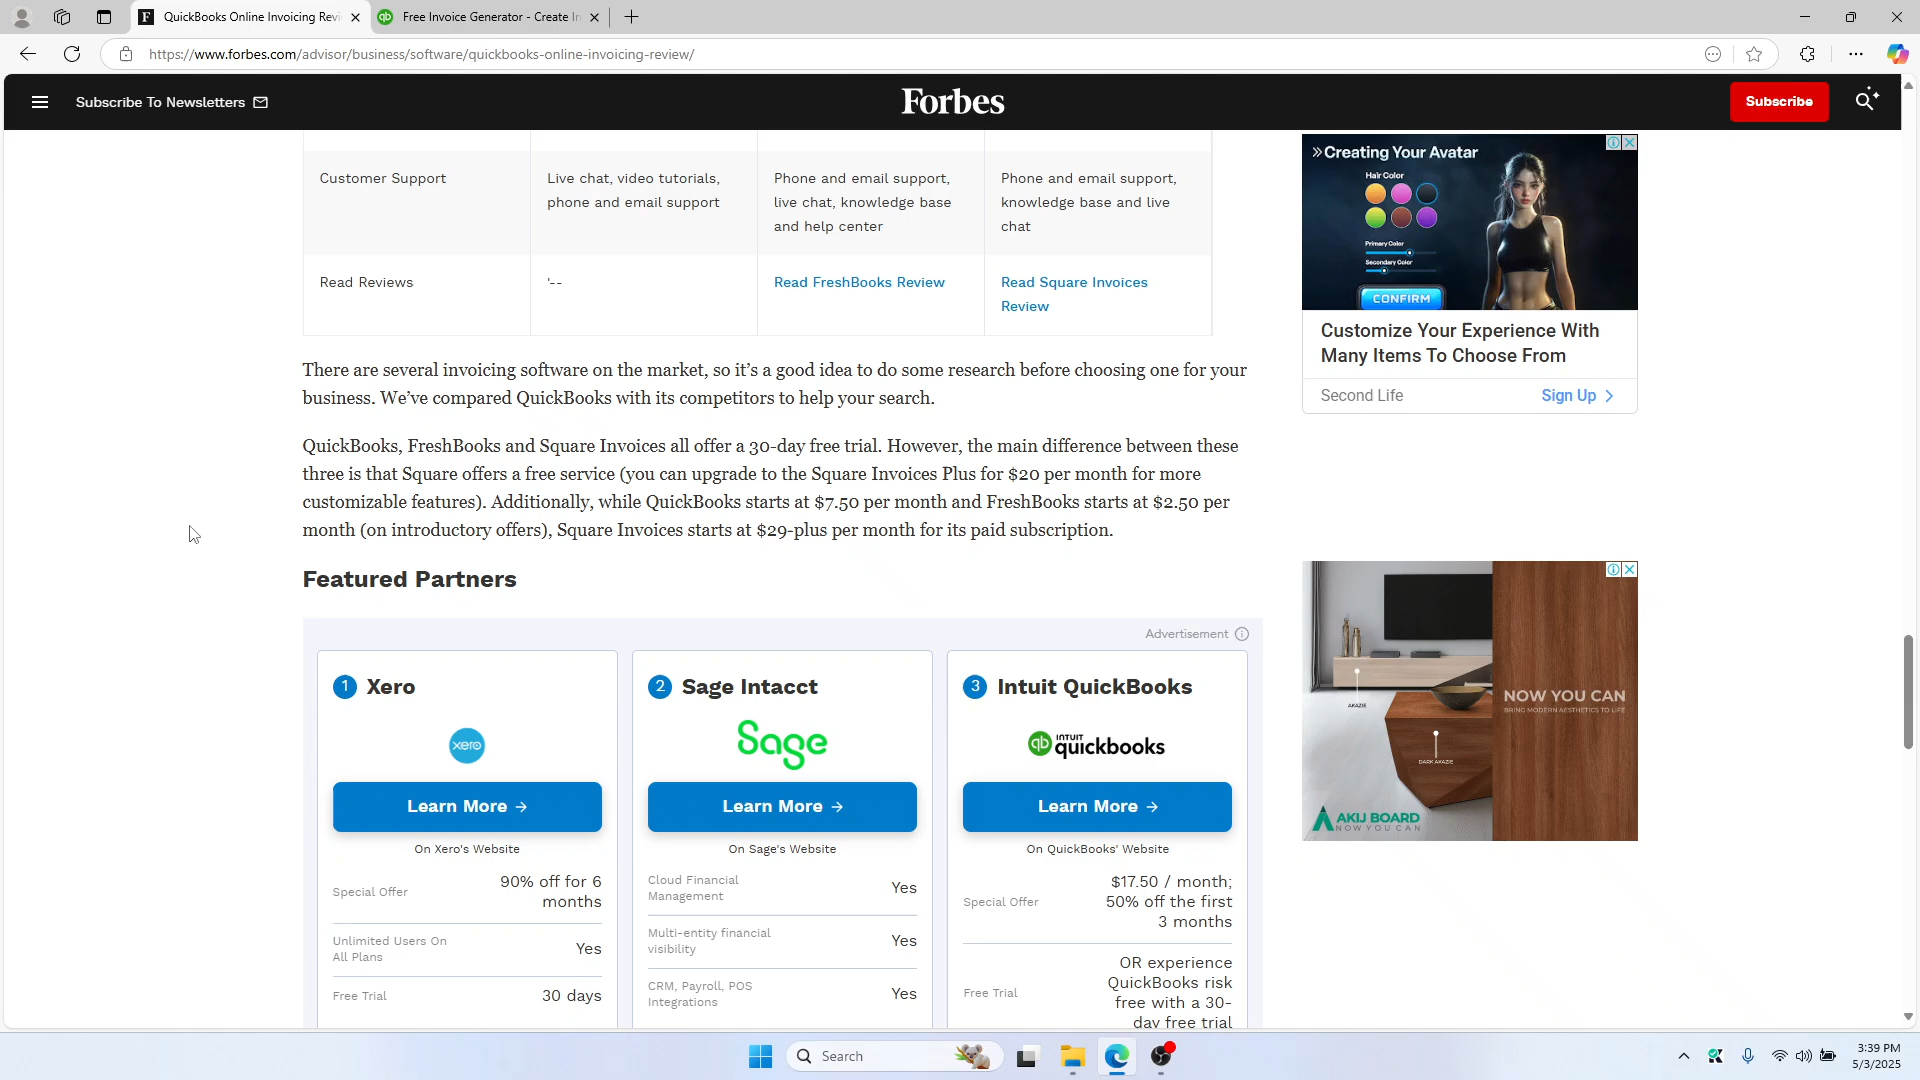 QuickBooks Online Invoicing Revi
Free Invoice Generator - Create In
https://www.forbes.com/advisor/business/software/quickbooks-online-invoicing-review/
Subscribe To Newsletters
Forbes
Subscribe
Customer Support
Live chat, video tutorials,
phone and email support
Phone and email support,
live chat, knowledge base
and help center
Phone and email support,
knowledge base and live
chat
Read Reviews
'--
Read FreshBooks Review
Read Square Invoices
Review
There are several invoicing software on the market, so it’s a good idea to do some research before choosing one for your
business. We’ve compared QuickBooks with its competitors to help your search.
QuickBooks, FreshBooks and Square Invoices all offer a 30-day free trial. However, the main difference between these
three is that Square offers a free service (you can upgrade to the Square Invoices Plus for $20 per month for more
customizable features). Additionally, while QuickBooks starts at $7.50 per month and FreshBooks starts at $2.50 per
month (on introductory offers), Square Invoices starts at $29-plus per month for its paid subscription.
Featured Partners
Advertisement
1 Xero
xero
Learn More →
On Xero's Website
Special Offer
90% off for 6
months
Unlimited Users On
All Plans
Yes
Free Trial
30 days
2 Sage Intacct
Sage
Learn More →
On Sage's Website
Cloud Financial
Management
Yes
Multi-entity financial
visibility
Yes
CRM, Payroll, POS
Integrations
Yes
3 Intuit QuickBooks
qb INTUIT
quickbooks
Learn More →
On QuickBooks' Website
Special Offer
$17.50 / month;
50% off the first
3 months
Free Trial
OR experience
QuickBooks risk
free with a 30-
day free trial
»Creating Your Avatar
Hair Color
Primary Color
Secondary Color
CONFIRM
Customize Your Experience With
Many Items To Choose From
Second Life
Sign Up
AKAZIE
DARK AKAZIE
NOW YOU CAN
BRING MODERN AESTHETICS TO LIFE
AKIJ BOARD
NOW YOU CAN
Search
3:39 PM
5/3/2025